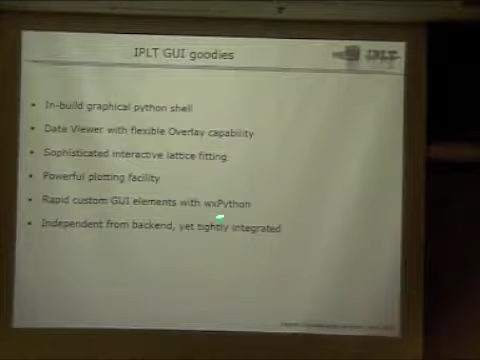 IPLT GUI goodies
IPLT
• In-build graphical python shell
• Data Viewer with flexible Overlay capability
• Sophisticated interactive lattice fitting
• Powerful plotting facility
• Rapid custom GUI elements with wxPython
• Independent from backend, yet tightly integrated